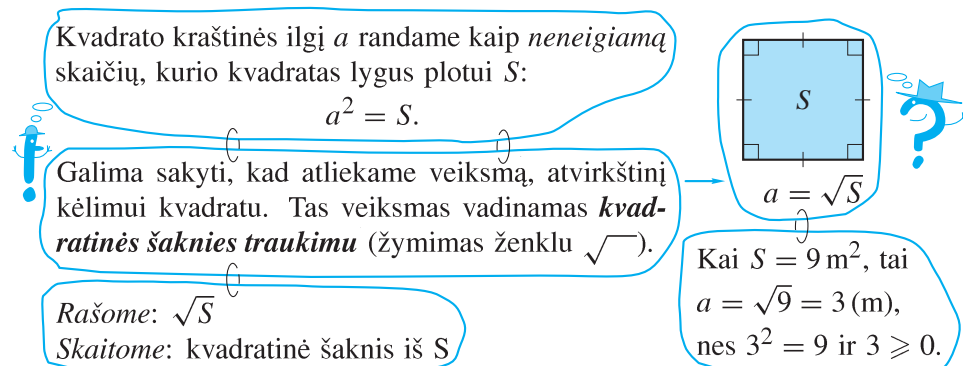 Kvadrato kraštinės ilgį a randame kaip neneigiamą
skaičių, kurio kvadratas lygus plotui S:
a² = S.
Galima sakyti, kad atliekame veiksmą, atvirkštinį
kėlimui kvadratu. Tas veiksmas vadinamas kvad-
ratinės šaknies traukimu (žymimas ženklu √ ).
Rašome: √S
Skaitome: kvadratinė šaknis iš S
S
a = √S
Kai S = 9 m², tai
a = √9 = 3 (m),
nes 3² = 9 ir 3 ⩾ 0.